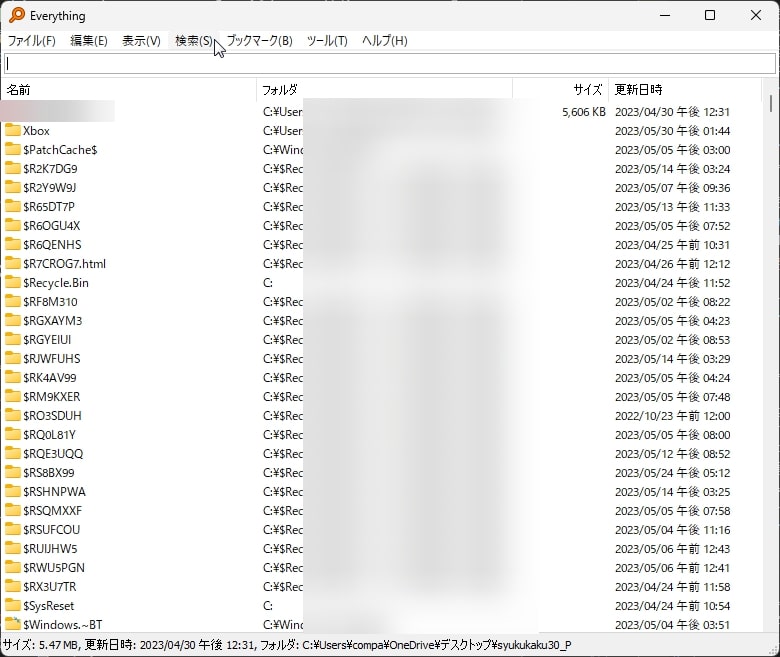 Everything
ファイル(F) 編集(E) 表示(V) 検索(S) ブックマーク(B) ツール(T) ヘルプ(H)
名前 フォルダ サイズ 更新日時
C:¥User 5,606 KB 2023/04/30 午後 12:31
Xbox C:¥User 2023/05/30 午前 01:44
$PatchCache$ C:¥Wind 2023/05/05 午前 03:00
$R2K7DG9 C:¥$Rec 2023/05/14 午後 03:24
$R2Y9W9J C:¥$Rec 2023/05/07 午後 09:36
$R65DT7P C:¥$Rec 2023/05/13 午前 11:33
$R6OGU4X C:¥$Rec 2023/05/05 午後 07:52
$R6QENHS C:¥$Rec 2023/04/25 午前 10:31
$R7CROG7.html C:¥$Rec 2023/04/26 午後 12:12
$Recycle.Bin C: 2023/04/24 午前 11:52
$RF8M310 C:¥$Rec 2023/05/02 午後 08:22
$RGXAYM3 C:¥$Rec 2023/05/05 午後 04:23
$RGYEIUI C:¥$Rec 2023/05/02 午後 08:53
$RJWFUHS C:¥$Rec 2023/05/14 午後 03:29
$RK4AV99 C:¥$Rec 2023/05/05 午後 04:24
$RM9KXER C:¥$Rec 2023/05/05 午後 07:48
$RO3SDUH C:¥$Rec 2022/10/23 午前 12:00
$RQ0L81Y C:¥$Rec 2023/05/05 午後 08:00
$RQE3UQQ C:¥$Rec 2023/05/12 午後 08:52
$RS8BX99 C:¥$Rec 2023/05/24 午後 05:12
$RSHNPWA C:¥$Rec 2023/05/14 午後 03:25
$RSQMXXF C:¥$Rec 2023/05/05 午後 07:58
$RSUFCOU C:¥$Rec 2023/05/04 午前 11:16
$RUIJHW5 C:¥$Rec 2023/05/06 午前 12:43
$RWU5PGN C:¥$Rec 2023/05/06 午前 12:41
$RX3U7TR C:¥$Rec 2023/04/24 午前 11:58
$SysReset C: 2023/04/24 午前 10:54
$Windows.~BT C:¥Wind 2023/05/04 午後 03:51
サイズ: 5.47 MB, 更新日時: 2023/04/30 午後 12:31, フォルダ: C:¥Users¥compa¥OneDrive¥デスクトップ¥syukukaku30_P